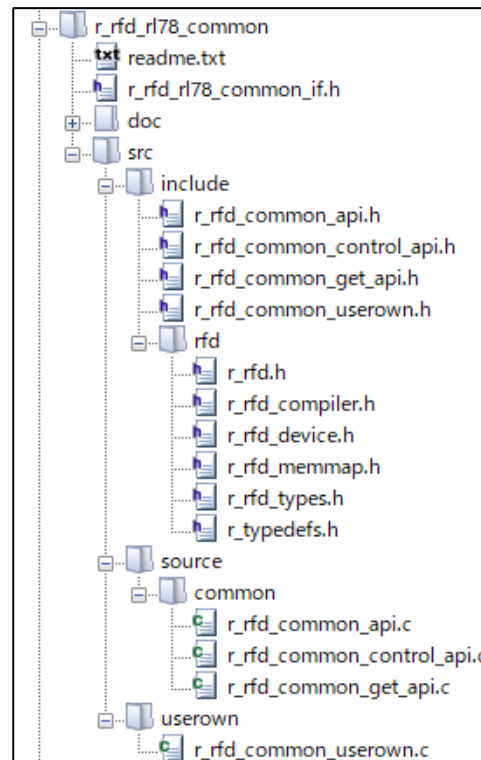 r_rfd_rl78_common
txt readme.txt
h r_rfd_rl78_common_if.h
doc
src
include
h r_rfd_common_api.h
h r_rfd_common_control_api.h
h r_rfd_common_get_api.h
h r_rfd_common_userown.h
rfd
h r_rfd.h
h r_rfd_compiler.h
h r_rfd_device.h
h r_rfd_memmap.h
h r_rfd_types.h
h r_typedefs.h
source
common
c r_rfd_common_api.c
c r_rfd_common_control_api.c
c r_rfd_common_get_api.c
userown
c r_rfd_common_userown.c